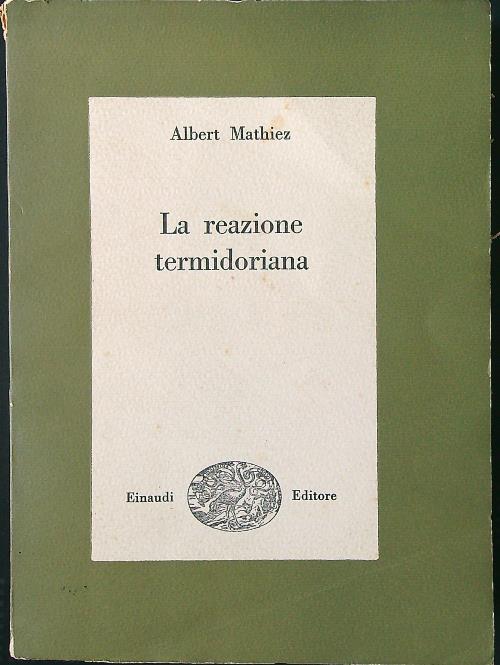 Albert Mathiez
La reazione
termidoriana
Einaudi Editore